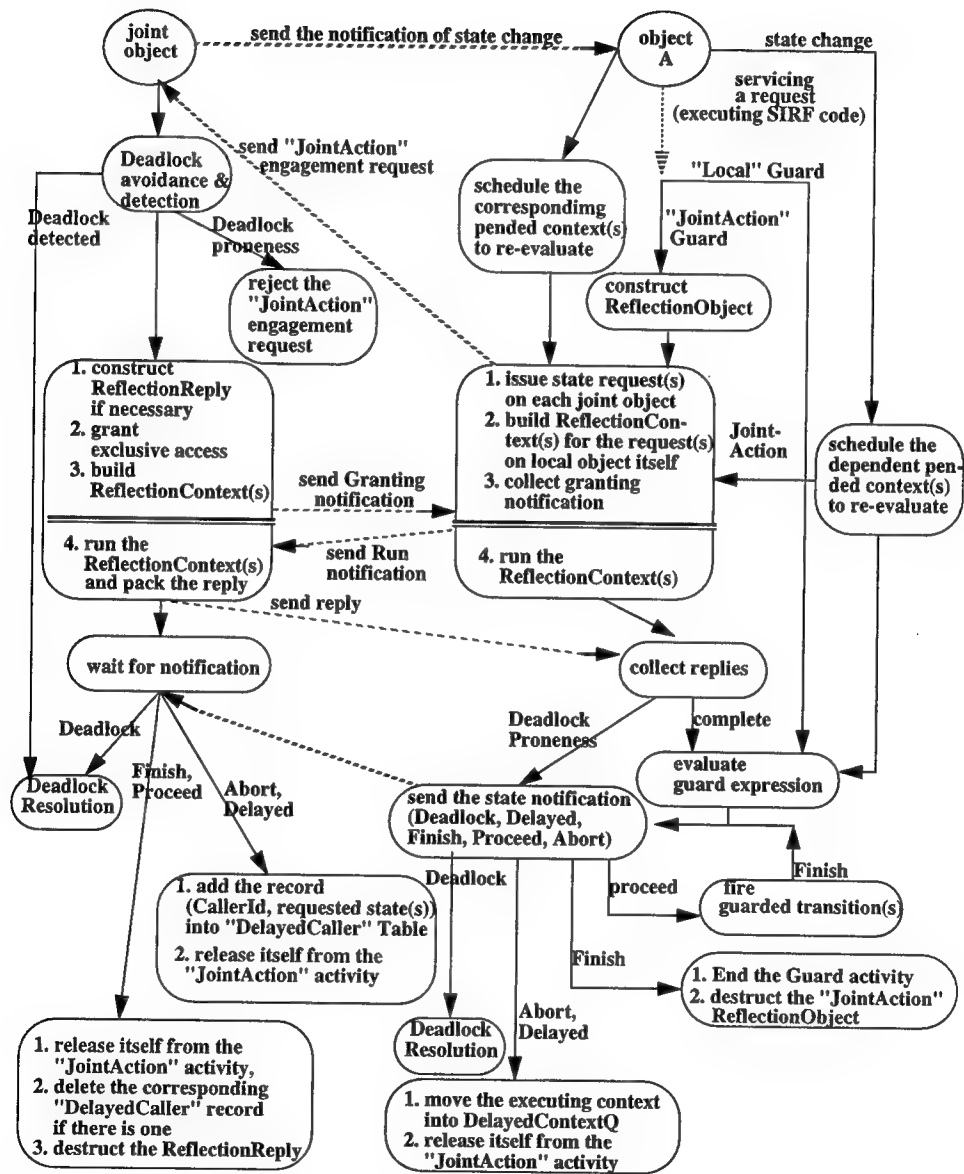 joint
object
send the notification of state change
object
A
state change
servicing
a request
(executing SIRF code)
send "JointAction"
engagement request
Deadlock
avoidance &
detection
"Local" Guard
schedule the
correspondimg
pended context(s)
to re-evaluate
"JointAction"
Guard
Deadlock
detected
Deadlock
proneness
reject the
"JointAction"
engagement
request
construct
ReflectionObject
1. construct
ReflectionReply
if necessary
2. grant
exclusive access
3. build
ReflectionContext(s)
4. run the
ReflectionContext(s)
and pack the reply
1. issue state request(s)
on each joint object
2. build ReflectionCon-
text(s) for the request(s)
on local object itself
3. collect granting
notification
4. run the
ReflectionContext(s)
Joint-
Action
schedule the
dependent pen-
ded context(s)
to re-evaluate
send Granting
notification
send Run
notification
send reply
wait for notification
collect replies
Deadlock
Proneness
complete
Deadlock
Finish,
Proceed
Abort,
Delayed
Deadlock
Resolution
evaluate
guard expression
send the state notification
(Deadlock, Delayed,
Finish, Proceed, Abort)
Deadlock
proceed
Finish
fire
guarded transition(s)
1. add the record
(CallerId, requested state(s))
into "DelayedCaller" Table
2. release itself from the
"JointAction" activity
Finish
1. End the Guard activity
2. destruct the "JointAction"
ReflectionObject
Deadlock
Resolution
Abort,
Delayed
1. release itself from the
"JointAction" activity,
2. delete the corresponding
"DelayedCaller" record
if there is one
3. destruct the ReflectionReply
1. move the executing context
into DelayedContextQ
2. release itself from the
"JointAction" activity